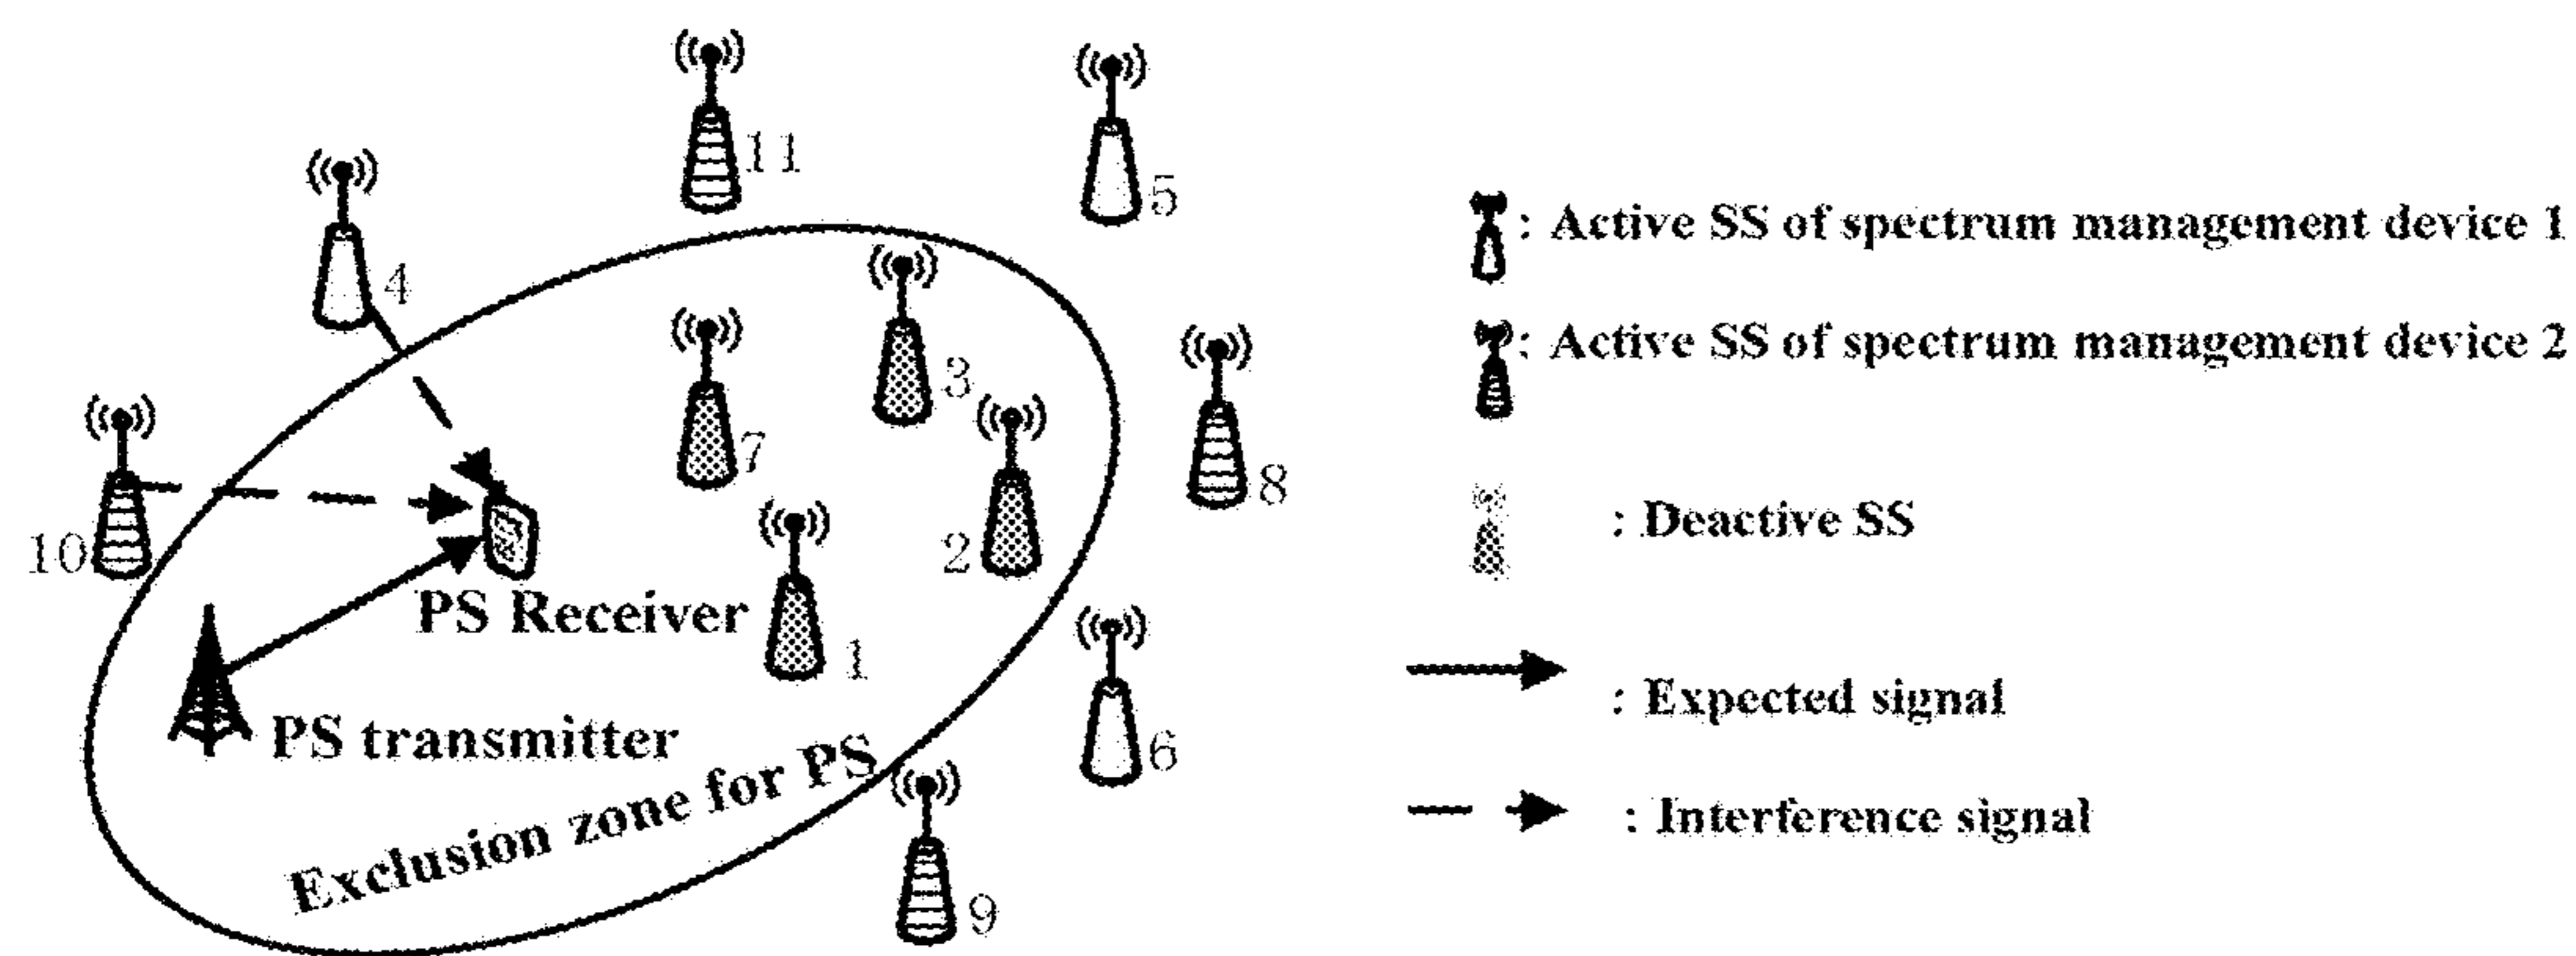 11
5
4
3
7
8
10
2
PS Receiver
1
PS transmitter
6
Exclusion zone for PS
9
: Active SS of spectrum management device 1
: Active SS of spectrum management device 2
: Deactive SS
: Expected signal
: Interference signal